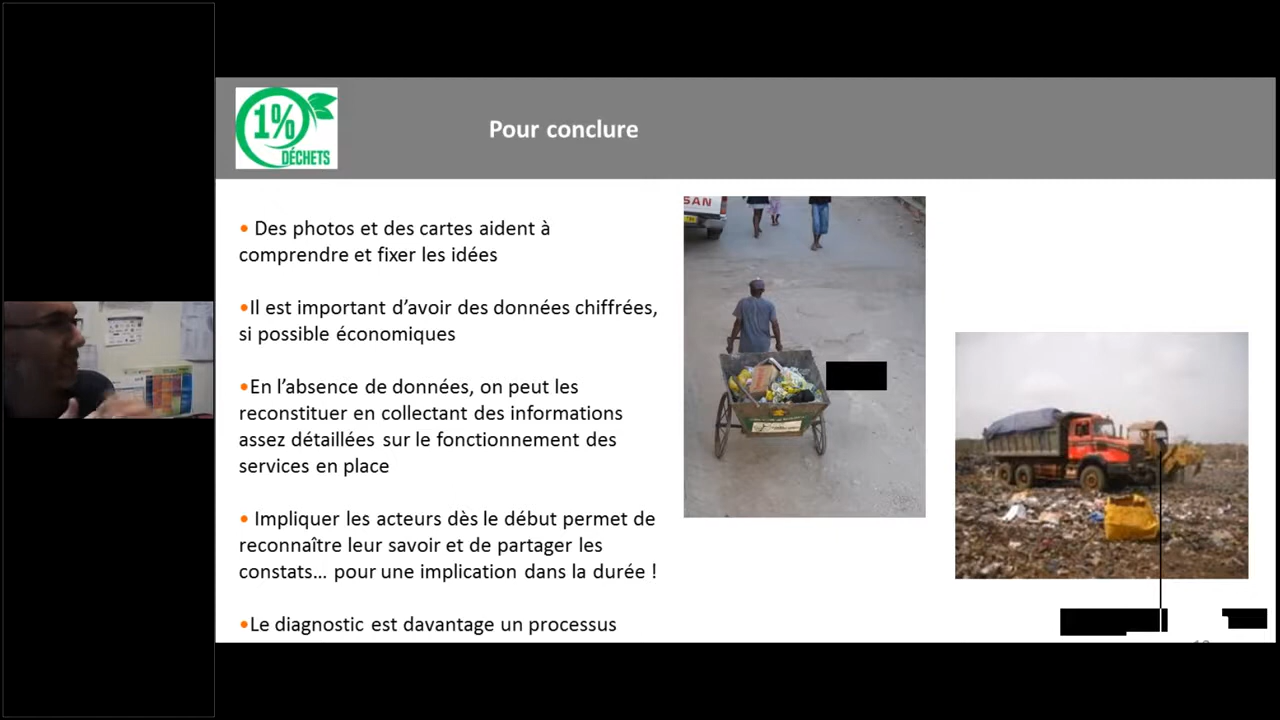 1%
DÉCHETS
Pour conclure
• Des photos et des cartes aident à
comprendre et fixer les idées
•Il est important d’avoir des données chiffrées,
si possible économiques
•En l’absence de données, on peut les
reconstituer en collectant des informations
assez détaillées sur le fonctionnement des
services en place
• Impliquer les acteurs dès le début permet de
reconnaître leur savoir et de partager les
constats... pour une implication dans la durée !
•Le diagnostic est davantage un processus
SAN